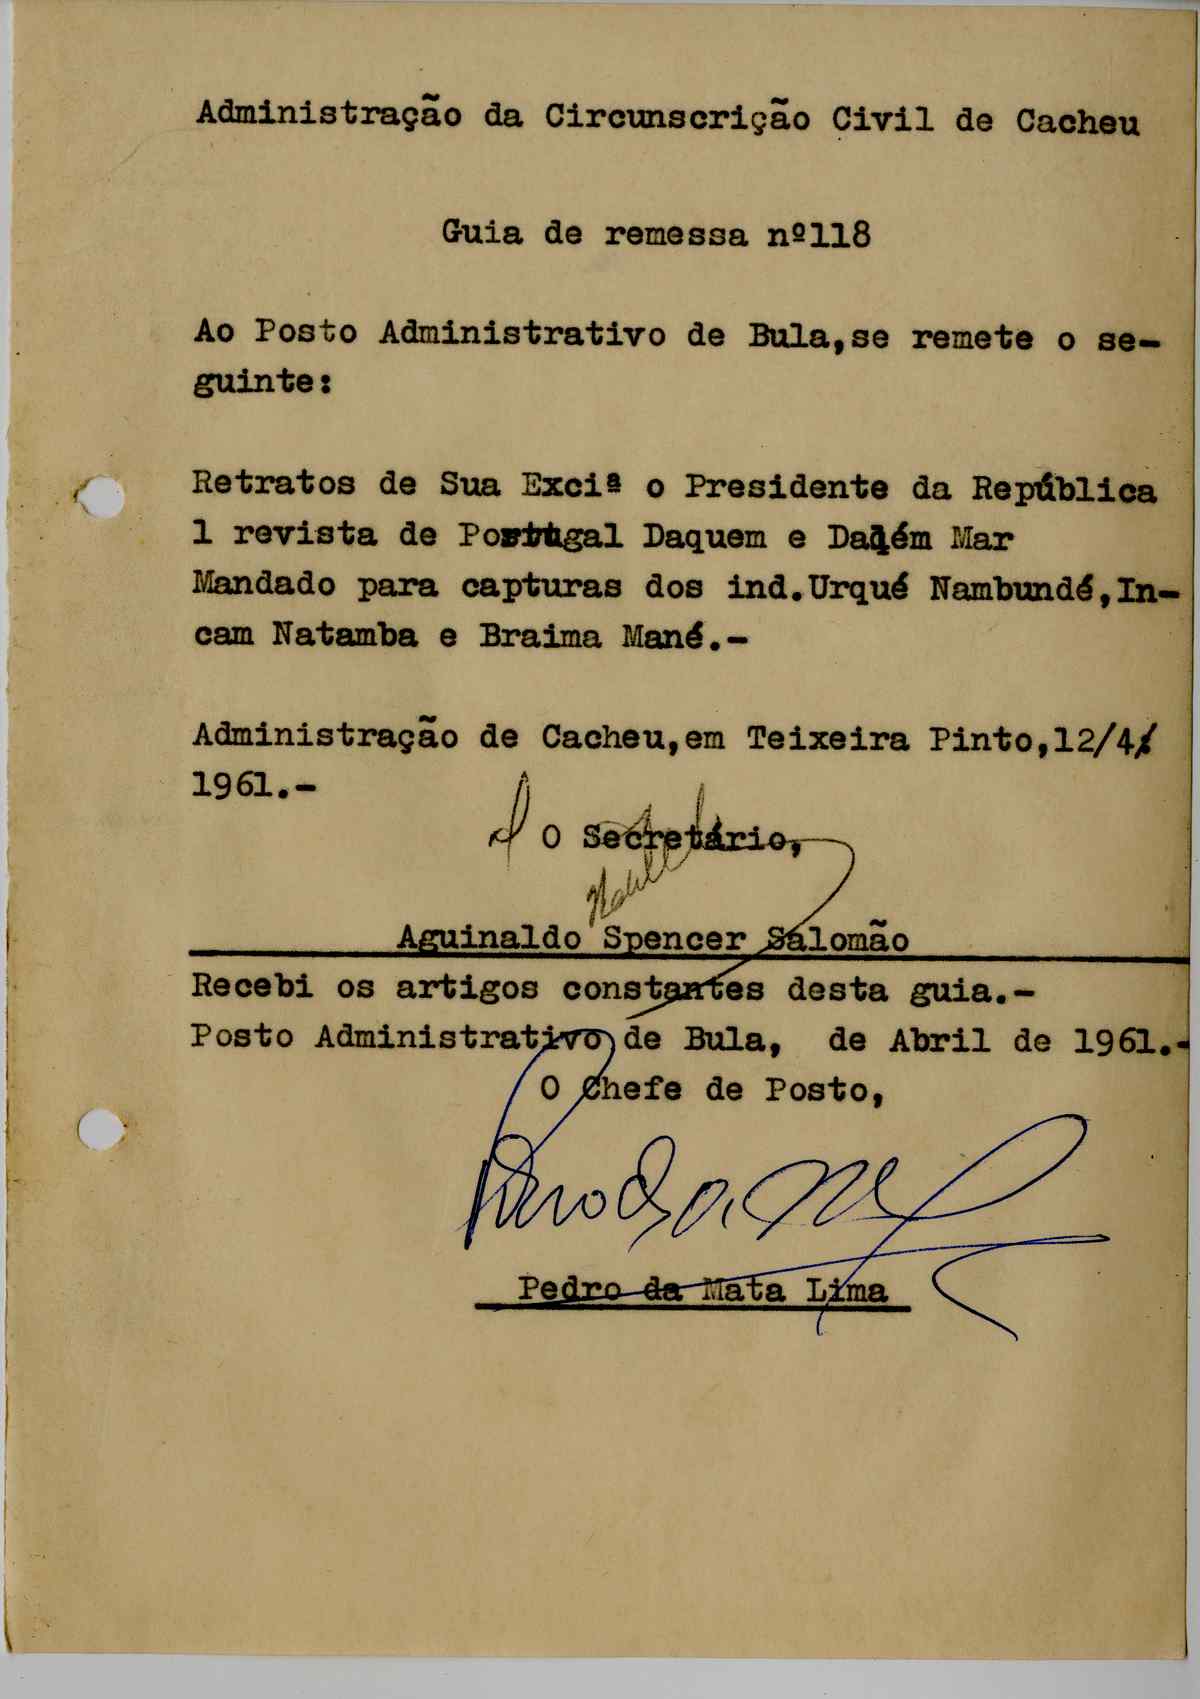 Administração da Circunscrição Civil de Cacheu
Guia de remessa nº118
Ao Posto Administrativo de Bula,se remete o se-
guinte:
Retratos de Sua Exciª o Presidente da República
1 revista de Portugal Daquem e Dalém Mar
Mandado para capturas dos ind.Urqué Nambundé,In-
cam Natamba e Braima Mané.-
Administração de Cacheu,em Teixeira Pinto,12/4/
1961.-
O Secretário,
Aguinaldo Spencer Salomão
Recebi os artigos constantes desta guia.-
Posto Administrativo de Bula, de Abril de 1961.-
O Chefe de Posto,
Pedro da Mata Lima